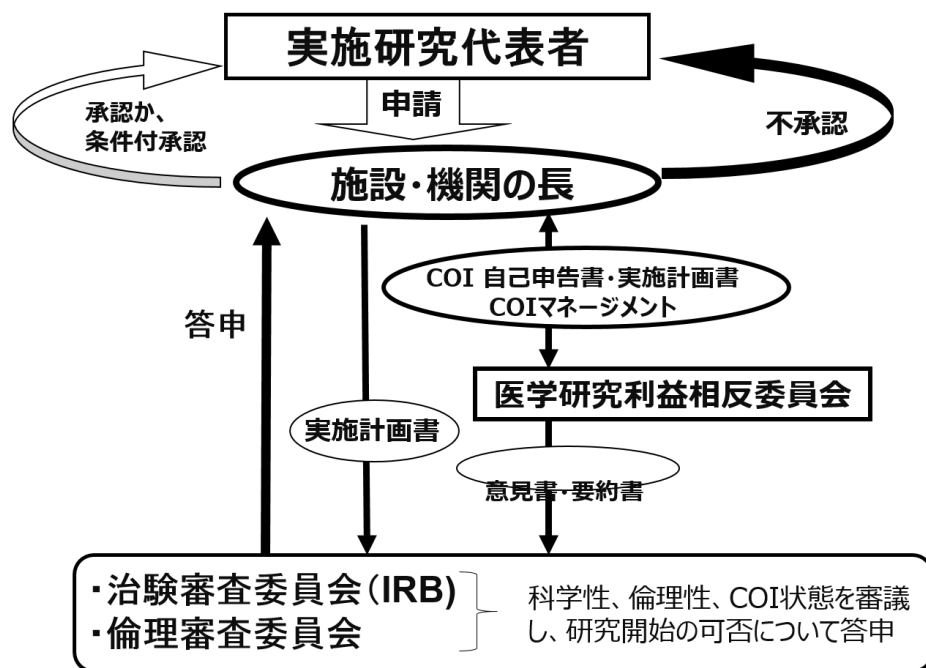 実施研究代表者
申請
承認か、
条件付承認
不承認
施設・機関の長
COI 自己申告書・実施計画書
COIマネージメント
答申
医学研究利益相反委員会
実施計画書
意見書・要約書
・治験審査委員会(IRB)
・倫理審査委員会
科学性、倫理性、COI状態を審議
し、研究開始の可否について答申